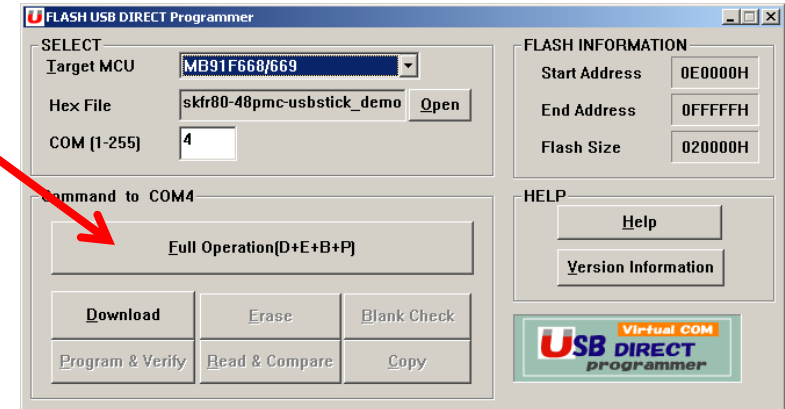 FLASH USB DIRECT Programmer
SELECT
Target MCU
MB91F668/669
Hex File
skfr80-48pmc-usbstick_demo
Open
COM (1-255)
4
FLASH INFORMATION
Start Address
0E0000H
End Address
0FFFFFH
Flash Size
020000H
Command to COM4
Full Operation(D+E+B+P)
Download
Erase
Blank Check
Program & Verify
Read & Compare
Copy
HELP
Help
Version Information
Virtual COM
USB DIRECT
programmer